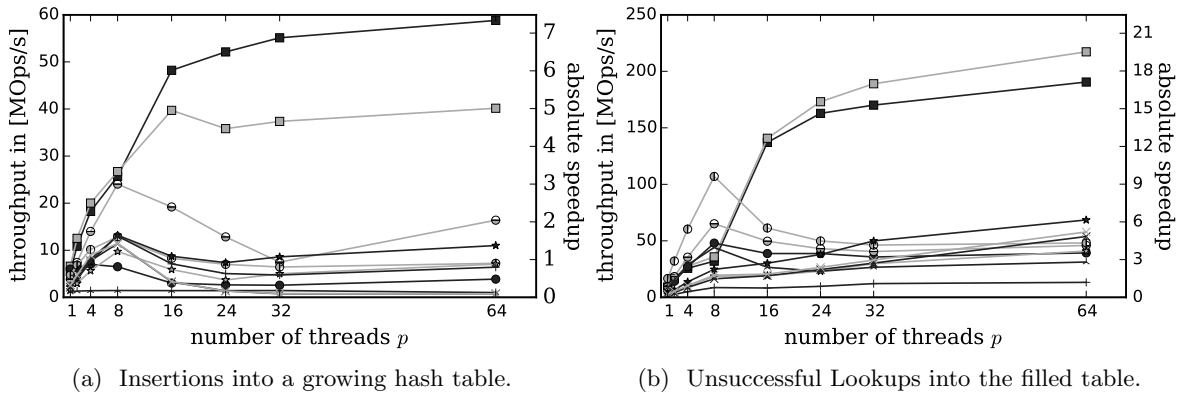 60
50
40
30
20
10
0
throughput in [MOps/s]
1 4 8 16 24 32 64
number of threads p
7
6
5
4
3
2
1
0
absolute speedup
(a) Insertions into a growing hash table.
250
200
150
100
50
0
throughput in [MOps/s]
1 4 8 16 24 32 64
number of threads p
21
18
15
12
9
6
3
0
absolute speedup
(b) Unsuccessful Lookups into the filled table.